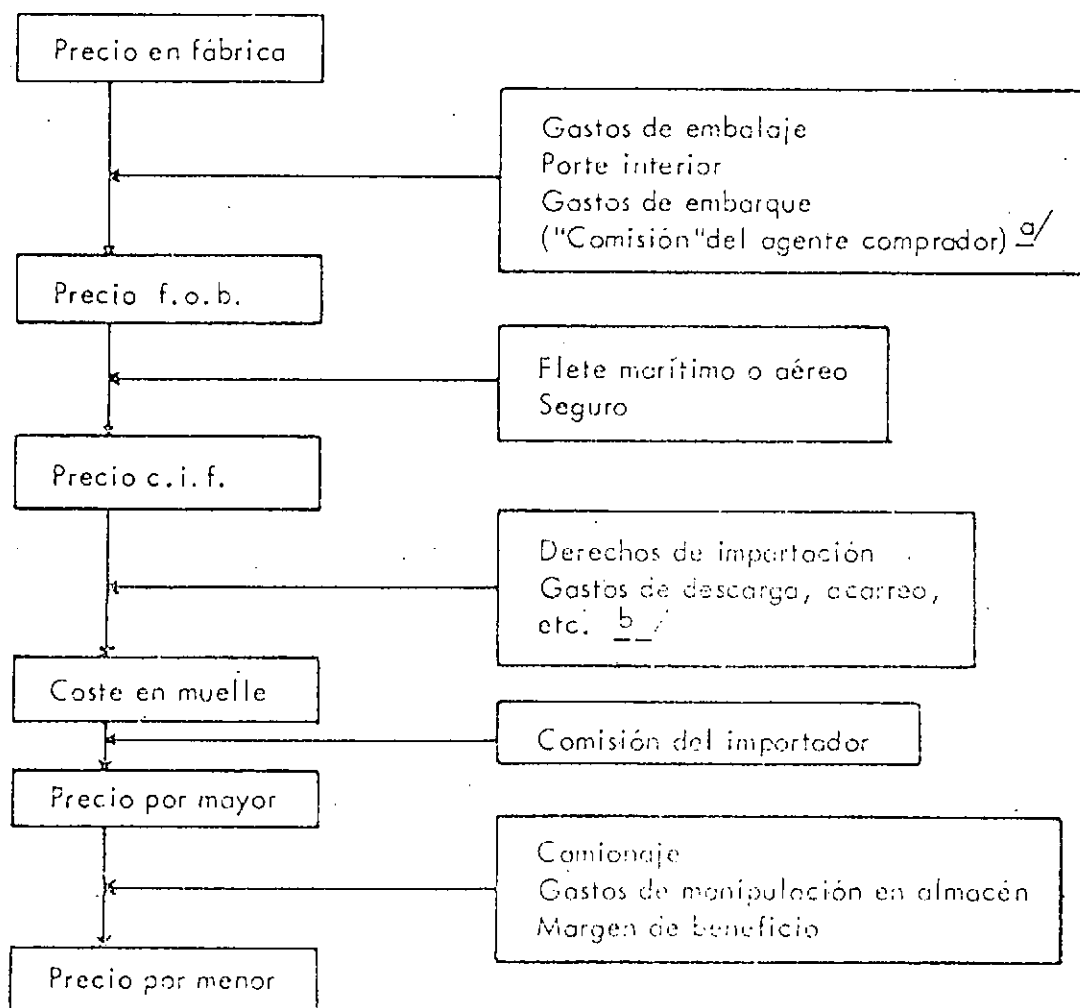 Precio en fábrica
Gastos de embalaje
Porte interior
Gastos de embarque
("Comisión"del agente comprador) a/
Precio f.o.b.
Flete marítimo o aéreo
Seguro
Precio c.i.f.
Derechos de importación
Gastos de descarga, acarreo,
etc. b/
Coste en muelle
Comisión del importador
Precio por mayor
Camionaje
Gastos de manipulación en almacén
Margen de beneficio
Precio por menor